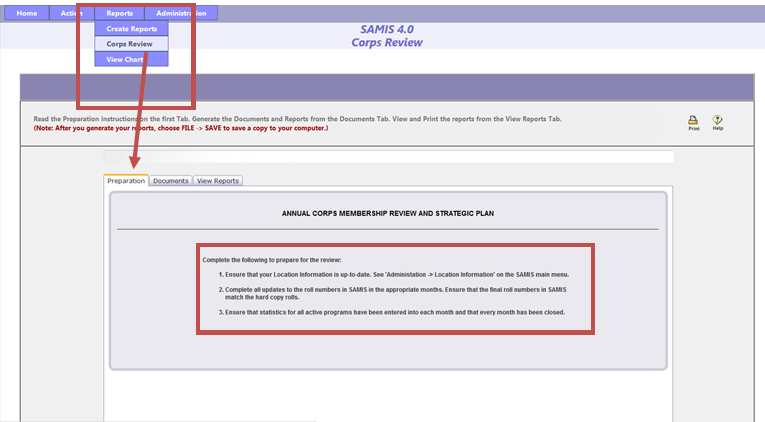 Home Action Reports Administration
Create Reports
Corps Review
View Chart
SAMIS 4.0
Corps Review
Read the Preparation instructions on the first Tab. Generate the Documents and Reports from the Documents Tab. View and Print the reports from the View Reports Tab.
(Note: After you generate your reports, choose FILE -> SAVE to save a copy to your computer.)
Print Help
Preparation Documents View Reports
ANNUAL CORPS MEMBERSHIP REVIEW AND STRATEGIC PLAN
Complete the following to prepare for the review:
1. Ensure that your Location Information is up-to-date. See 'Administation -> Location Information' on the SAMIS main menu.
2. Complete all updates to the roll numbers in SAMIS in the appropriate months. Ensure that the final roll numbers in SAMIS
match the hard copy rolls.
3. Ensure that statistics for all active programs have been entered into each month and that every month has been closed.